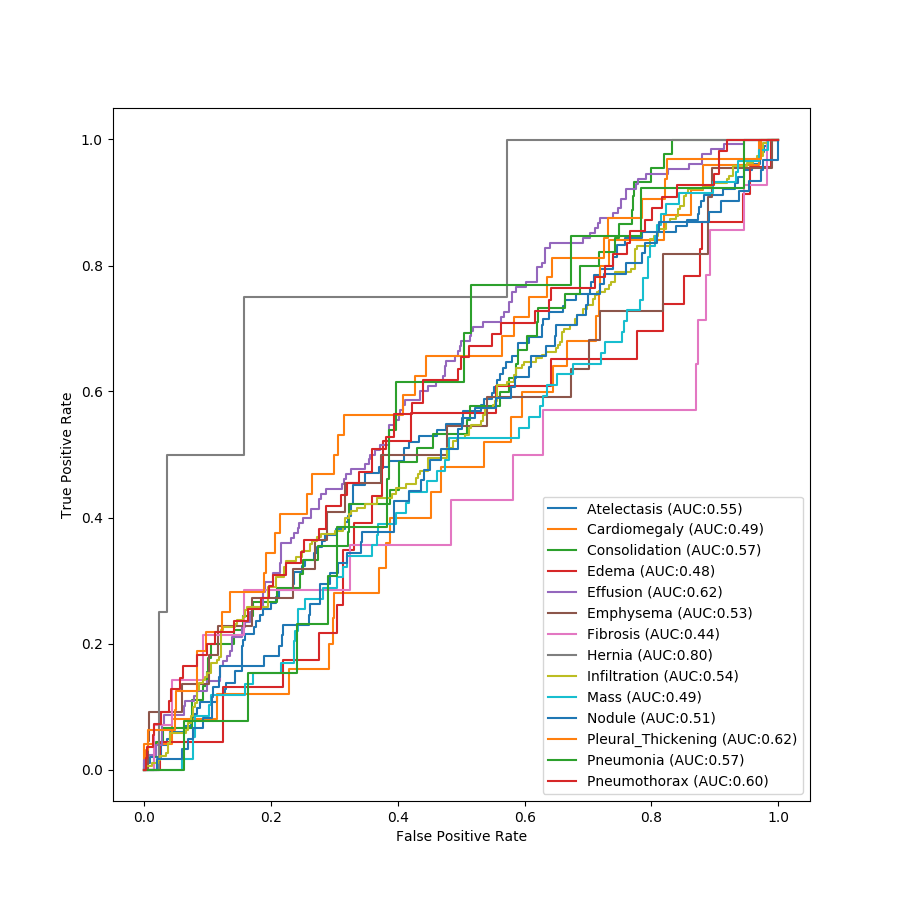 1.0
0.8
0.6
0.4
0.2
0.0
True Positive Rate
Atelectasis (AUC:0.55)
Cardiomegaly (AUC:0.49)
Consolidation (AUC:0.57)
Edema (AUC:0.48)
Effusion (AUC:0.62)
Emphysema (AUC:0.53)
Fibrosis (AUC:0.44)
Hernia (AUC:0.80)
Infiltration (AUC:0.54)
Mass (AUC:0.49)
Nodule (AUC:0.51)
Pleural_Thickening (AUC:0.62)
Pneumonia (AUC:0.57)
Pneumothorax (AUC:0.60)
0.0 0.2 0.4 0.6 0.8 1.0
False Positive Rate